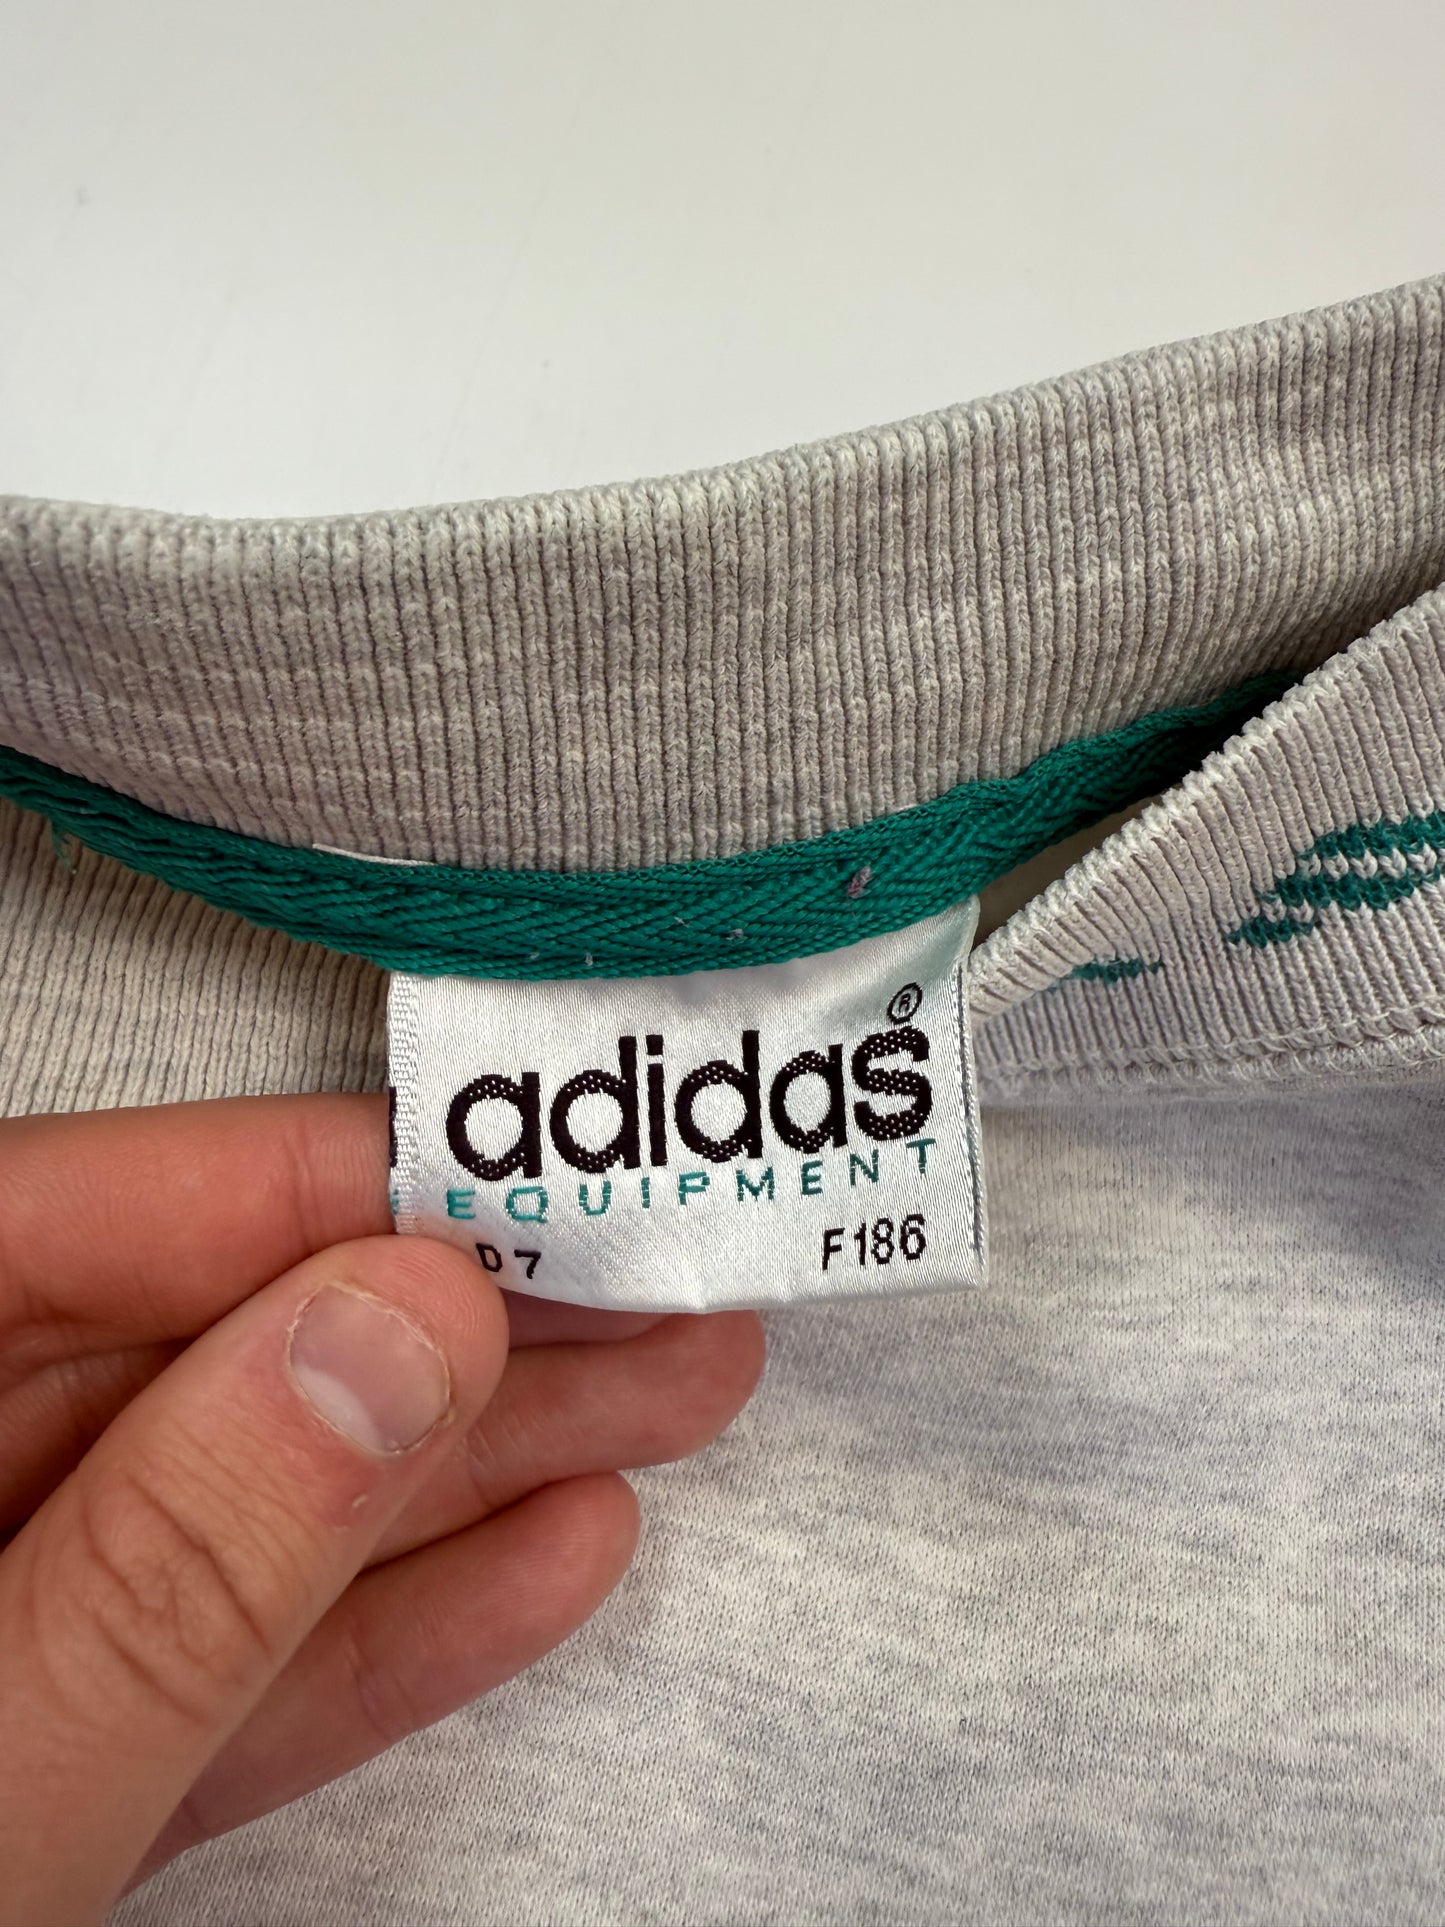 adidas®
EQUIPMENT
D7 F186